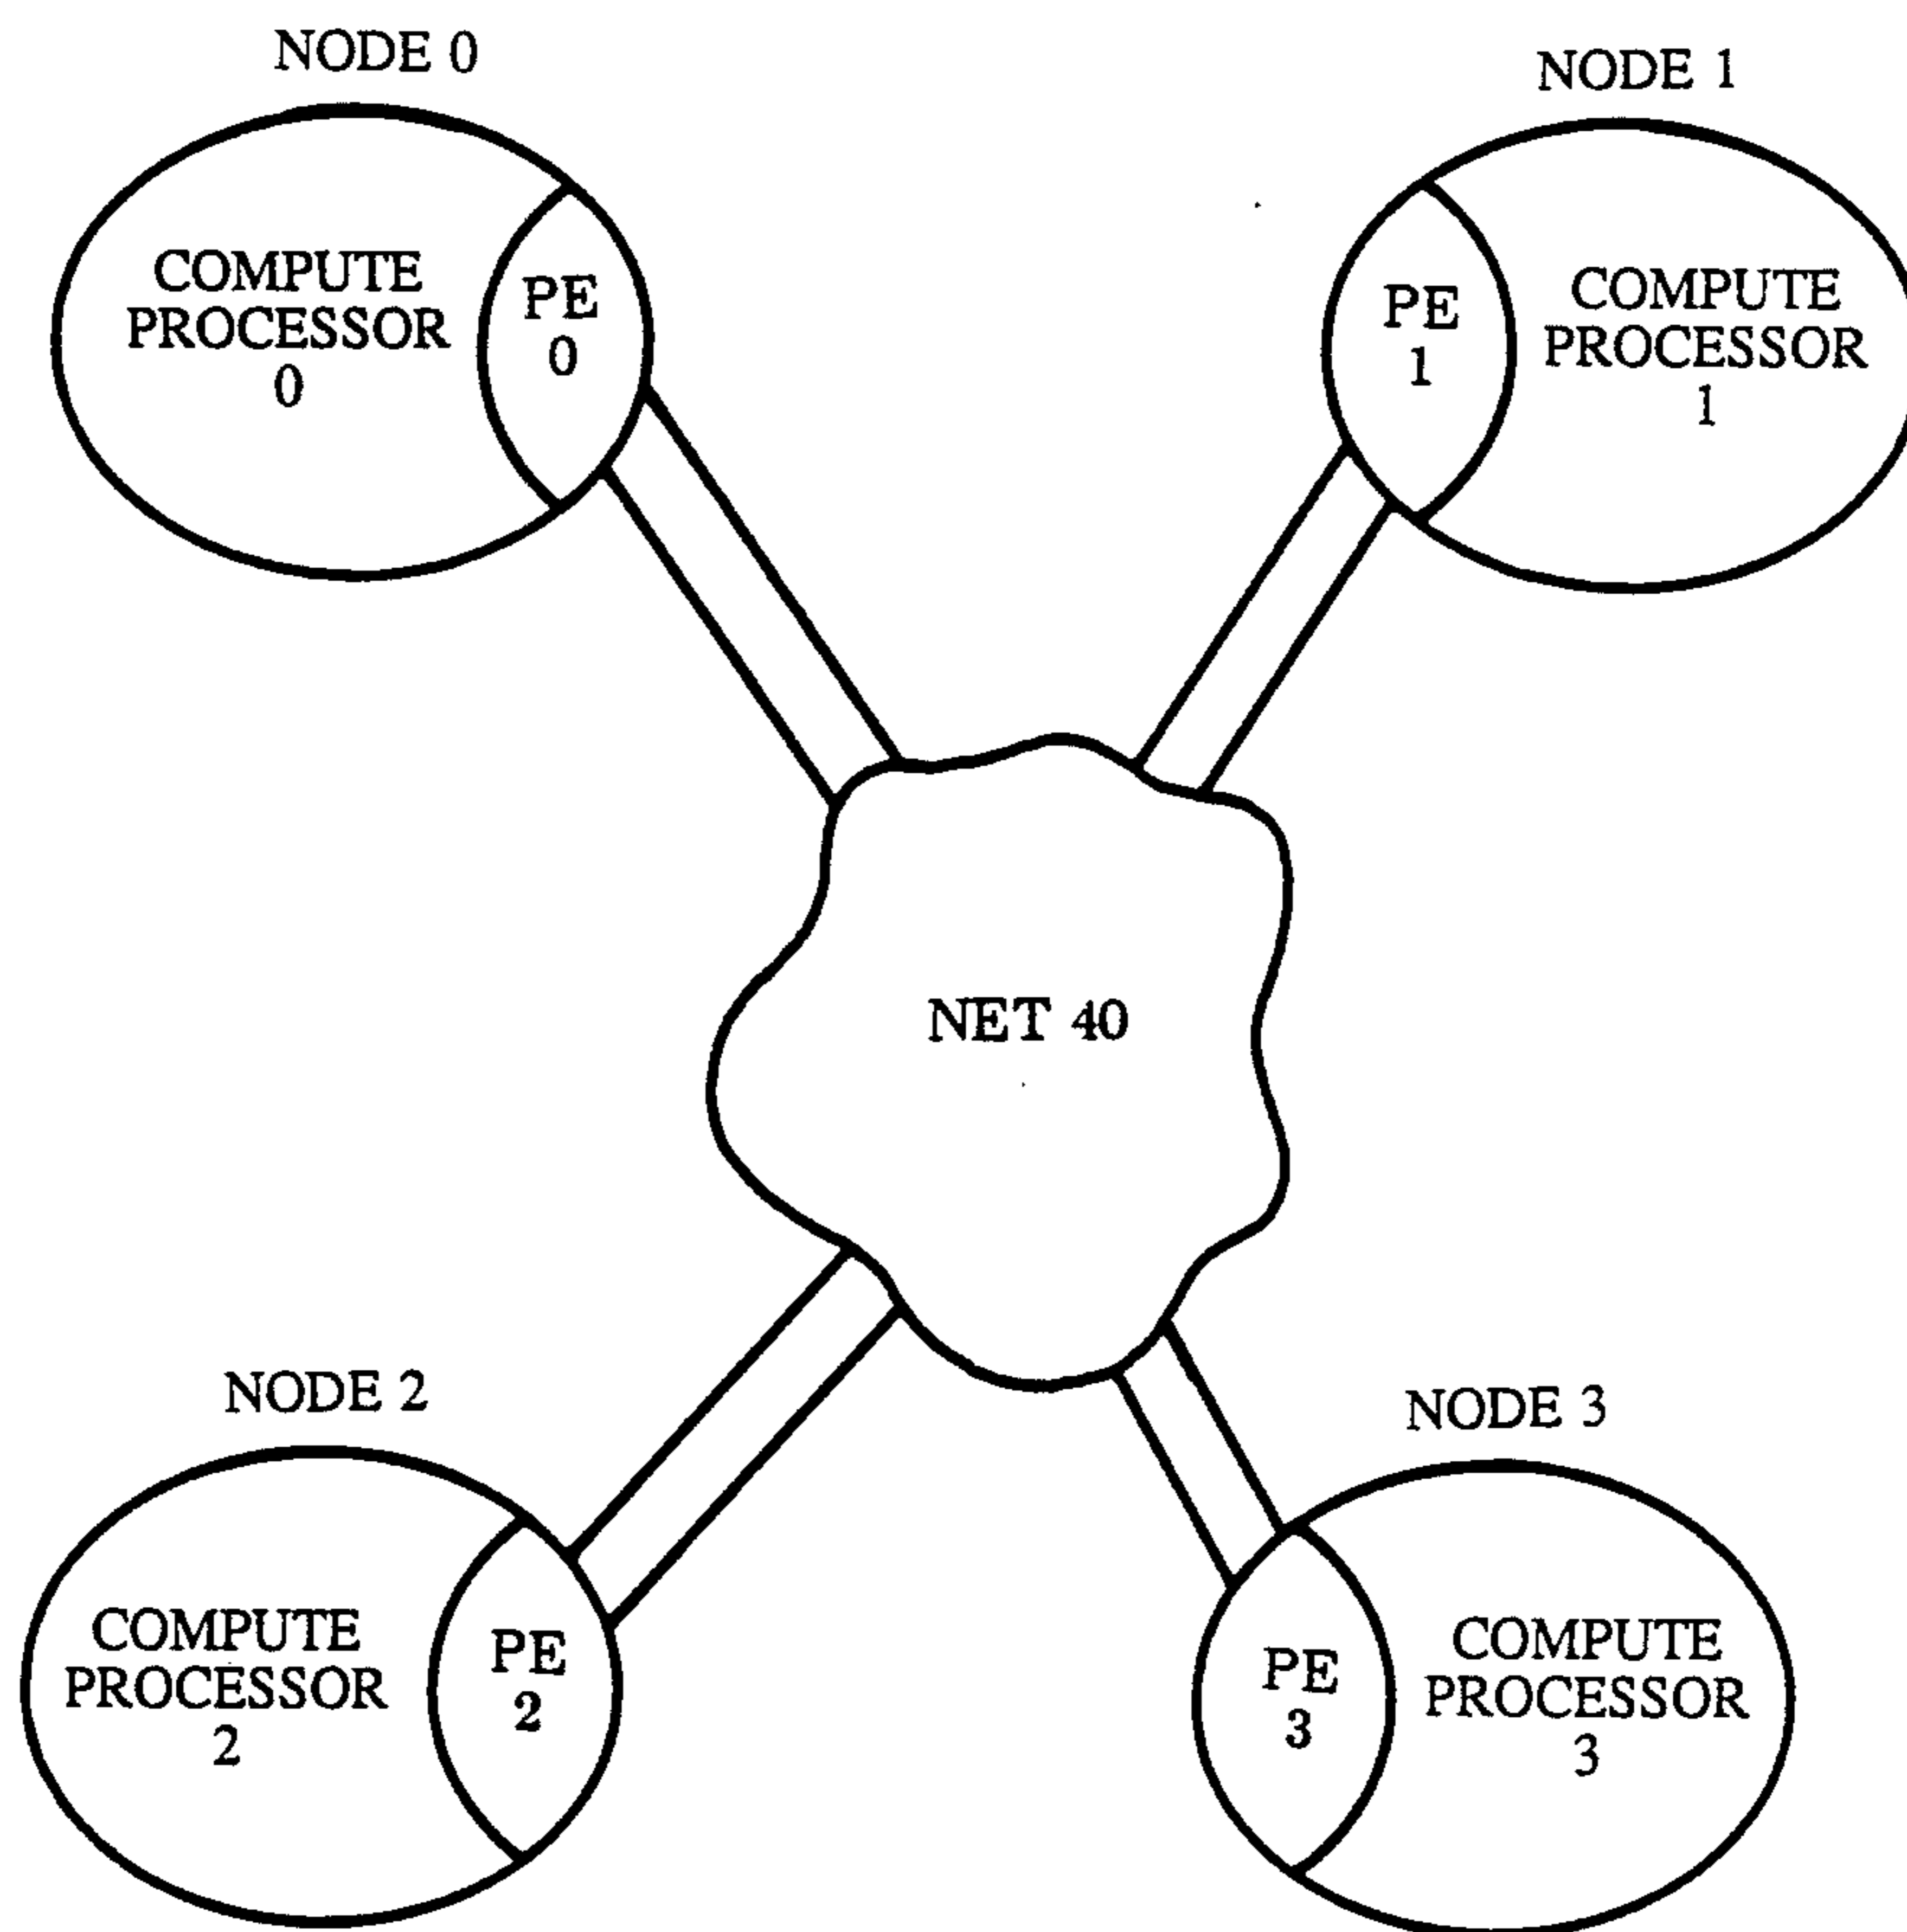 NODE 0
COMPUTE
PROCESSOR
0
PE
0
NODE 1
PE
1
COMPUTE
PROCESSOR
1
NET 40
NODE 2
COMPUTE
PROCESSOR
2
PE
2
NODE 3
PE
3
COMPUTE
PROCESSOR
3